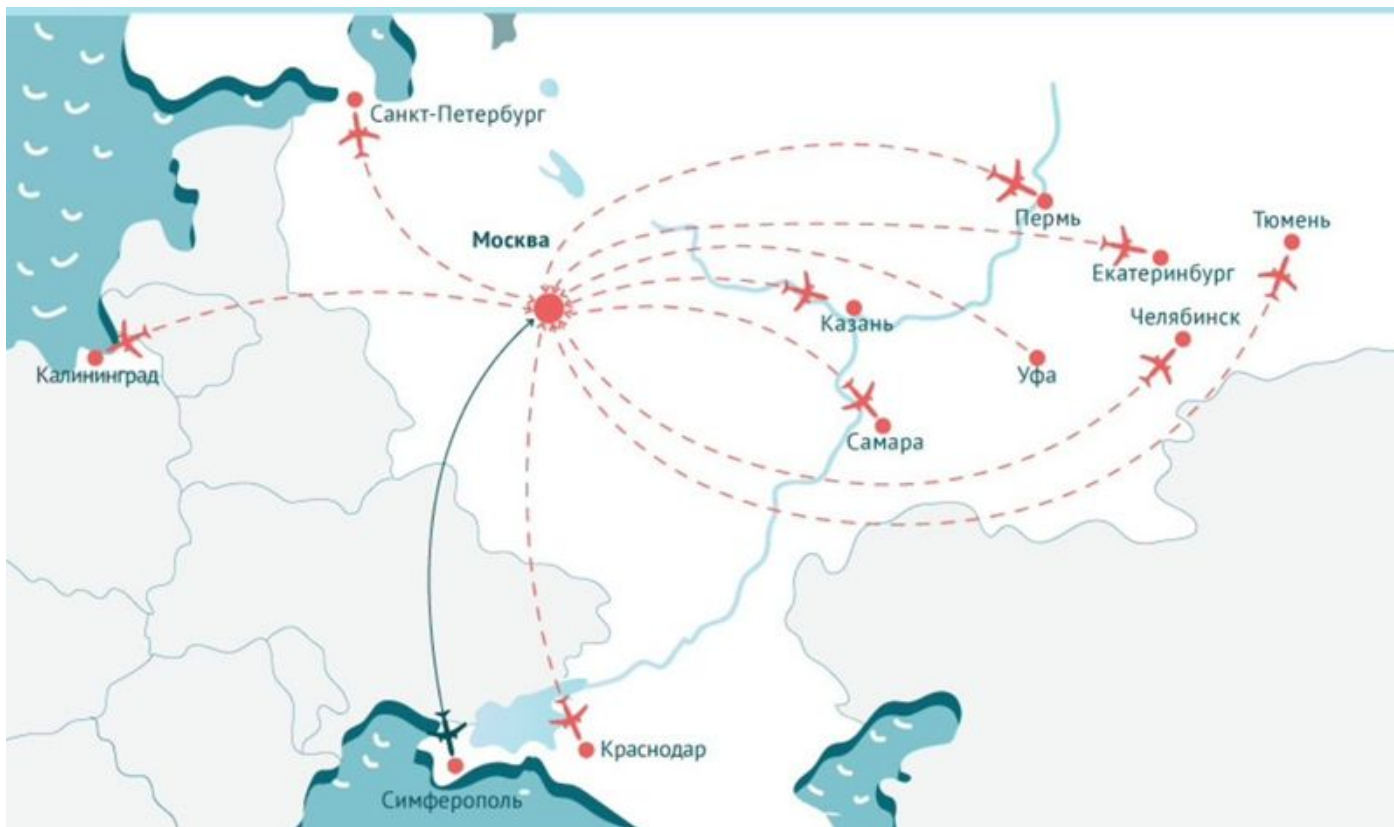 Санкт-Петербург
Москва
Пермь
Тюмень
Екатеринбург
Казань
Челябинск
Калининград
Уфа
Самара
Краснодар
Симферополь